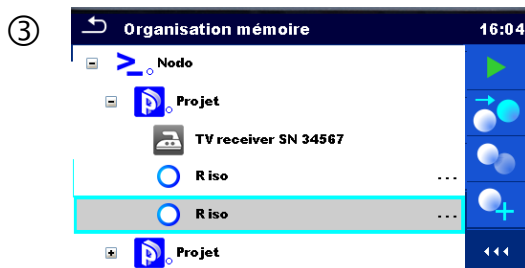 ③
Organisation mémoire 16:04
Nodo
Projet
TV receiver SN 34567
R iso ...
R iso ...
Projet